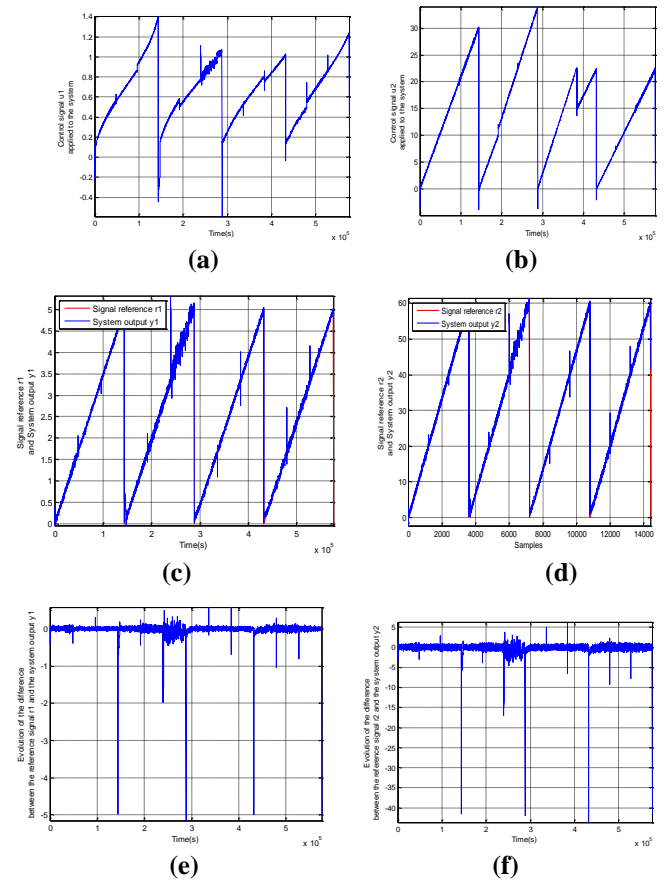 1.4
1.2
1
0.8
0.6
0.4
0.2
0
-0.2
-0.4
Control signal u1
applied to the system
0 1 2 3 4 5
Time(s)
x 10^5
(a)
30
25
20
15
10
5
0
Control signal u2
applied to the system
0 1 2 3 4 5
Time(s)
x 10^5
(b)
5
4.5
4
3.5
3
2.5
2
1.5
1
0.5
0
Signal reference r1
and System output y1
Signal reference r1
System output y1
0 1 2 3 4 5
Time(s)
x 10^5
(c)
60
50
40
30
20
10
0
Signal reference r2
and System output y2
Signal reference r2
System output y2
0 2000 4000 6000 8000 10000 12000 14000
Samples
(d)
0
-1
-2
-3
-4
-5
Evolution of the difference
between the reference signal r1 and the system output y1
0 1 2 3 4 5
Time(s)
x 10^5
(e)
5
0
-5
-10
-15
-20
-25
-30
-35
-40
Evolution of the difference
between the reference signal r2 and the system output y2
0 1 2 3 4 5
Time(s)
x 10^5
(f)